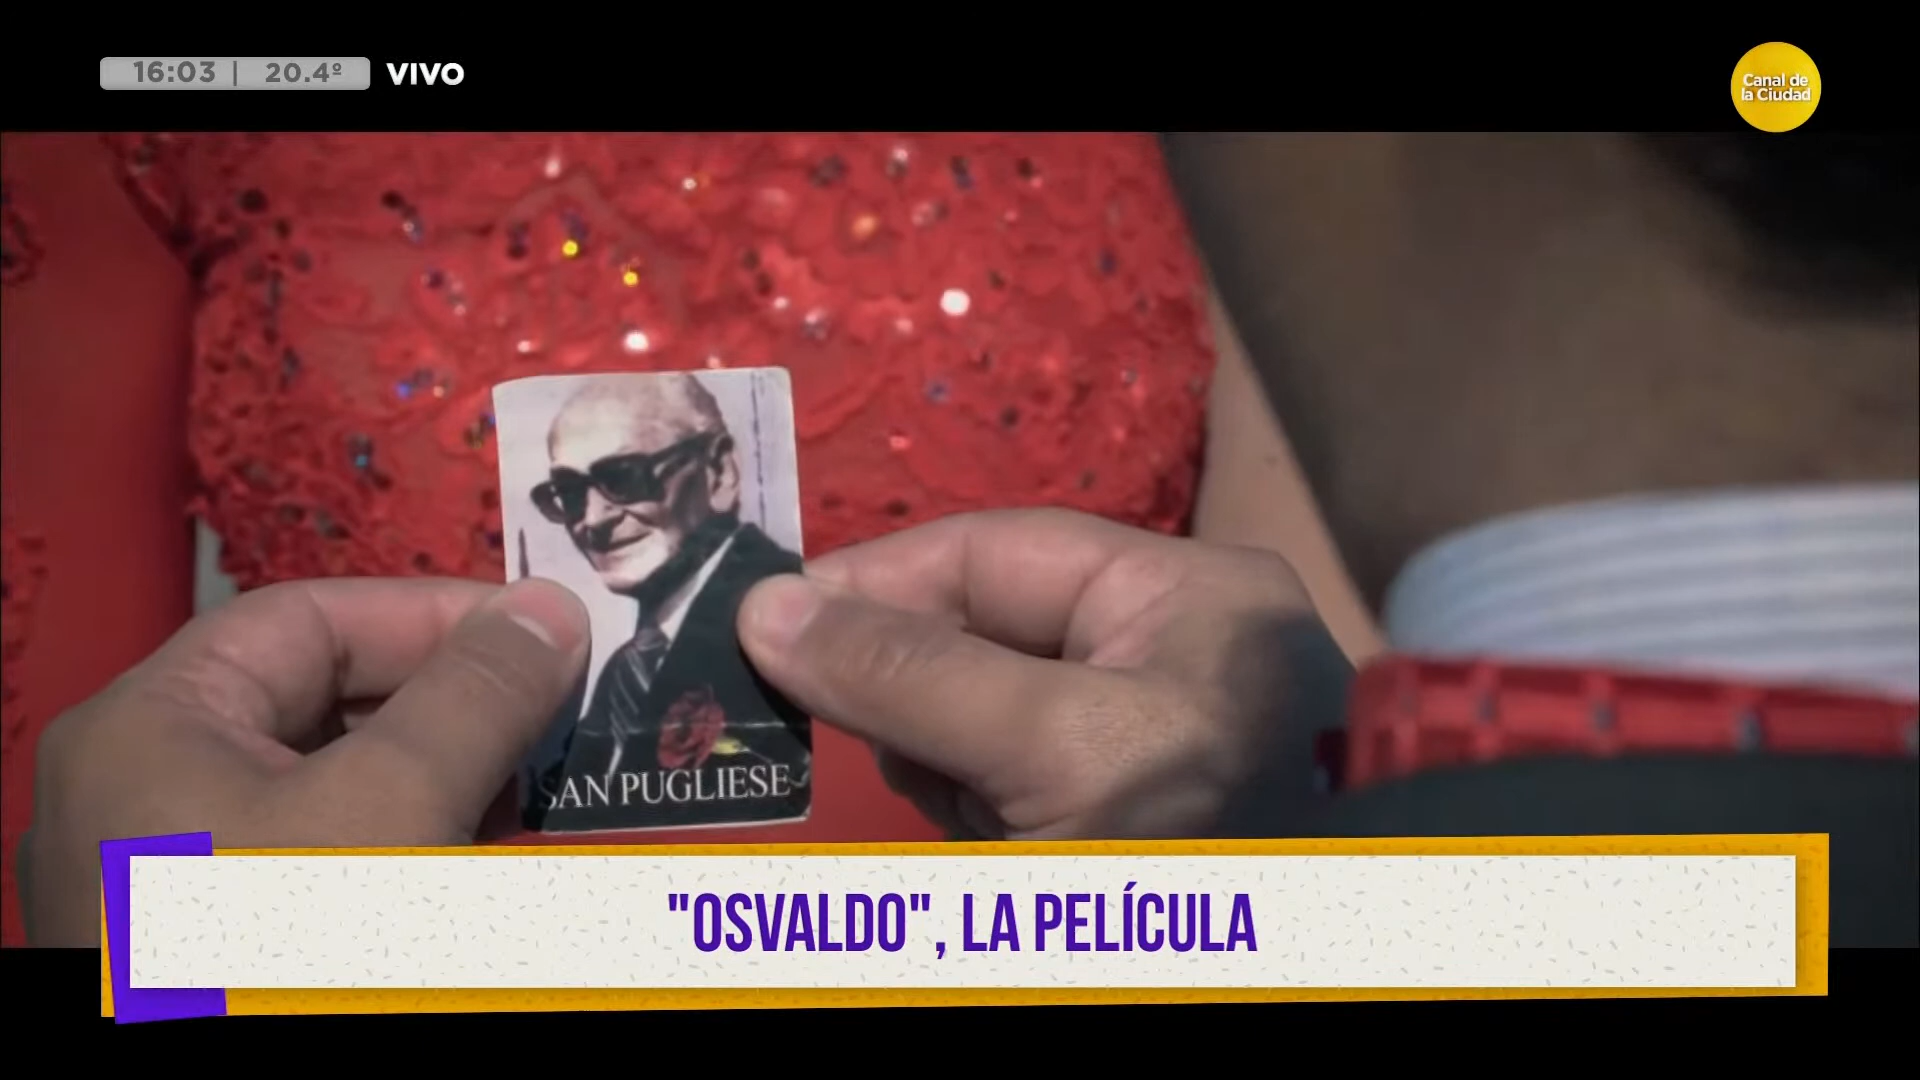 16:03 | 20.4º VIVO
Canal de
la Ciudad
SAN PUGLIESE
"OSVALDO", LA PELÍCULA